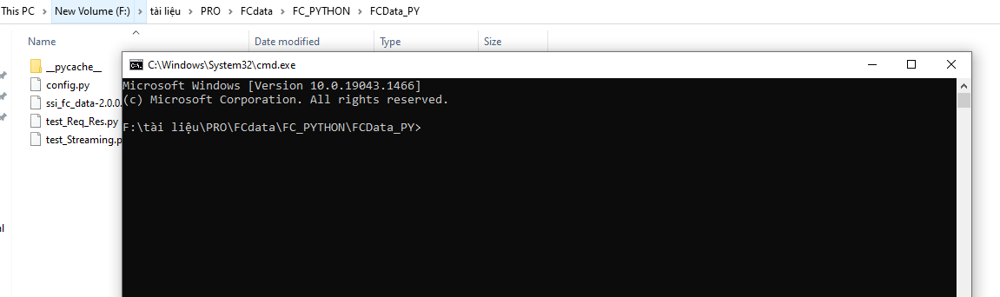 This PC > New Volume (F:) > tài liệu > PRO > FCdata > FC_PYTHON > FCData_PY
Name Date modified Type Size
__pycache__
config.py
ssi_fc_data-2.0.0.
test_Req_Res.py
test_Streaming.p
C:\Windows\System32\cmd.exe
Microsoft Windows [Version 10.0.19043.1466]
(c) Microsoft Corporation. All rights reserved.
F:\tài liệu\PRO\FCdata\FC_PYTHON\FCData_PY>